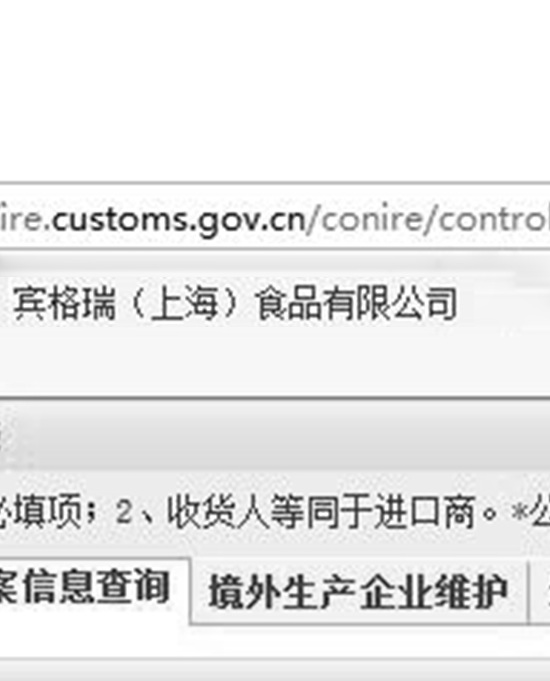 ire.customs.gov.cn/conire/control
宾格瑞（上海）食品有限公司
必填项；2、收货人等同于进口商。*公
案信息查询 境外生产企业维护